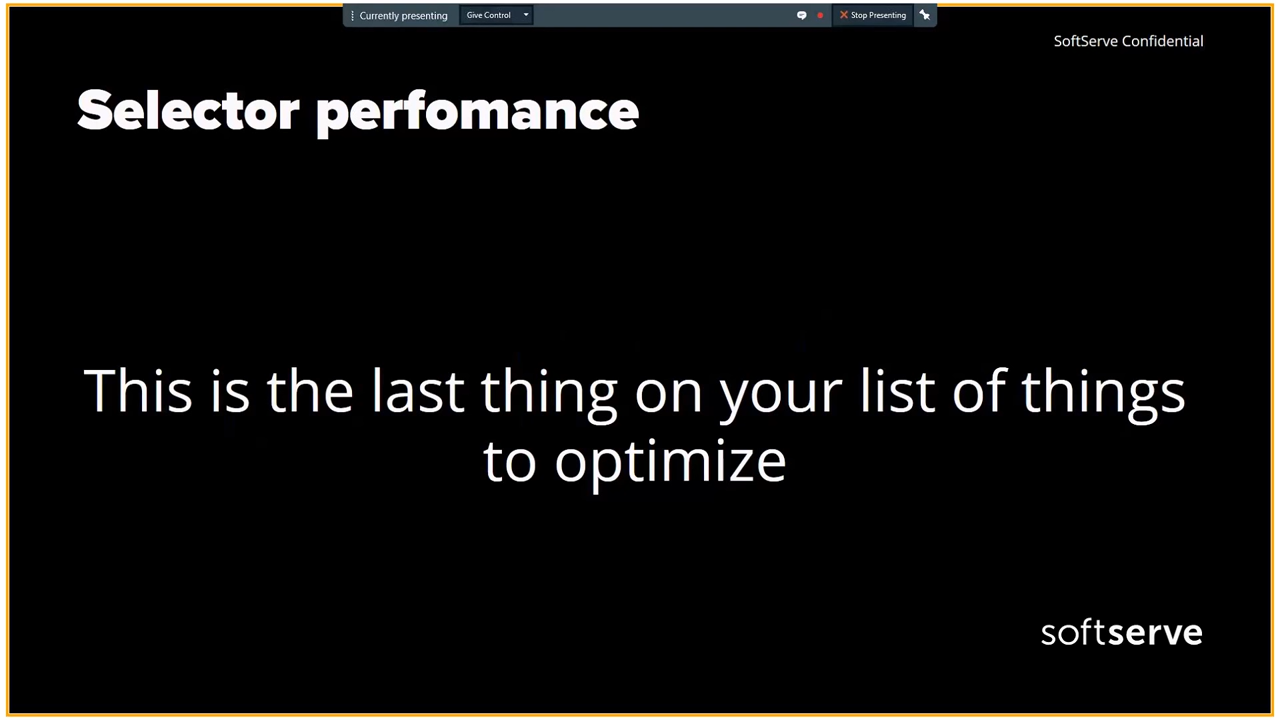 Currently presenting Give Control Stop Presenting
SoftServe Confidential
Selector perfomance
This is the last thing on your list of things
to optimize
softserve